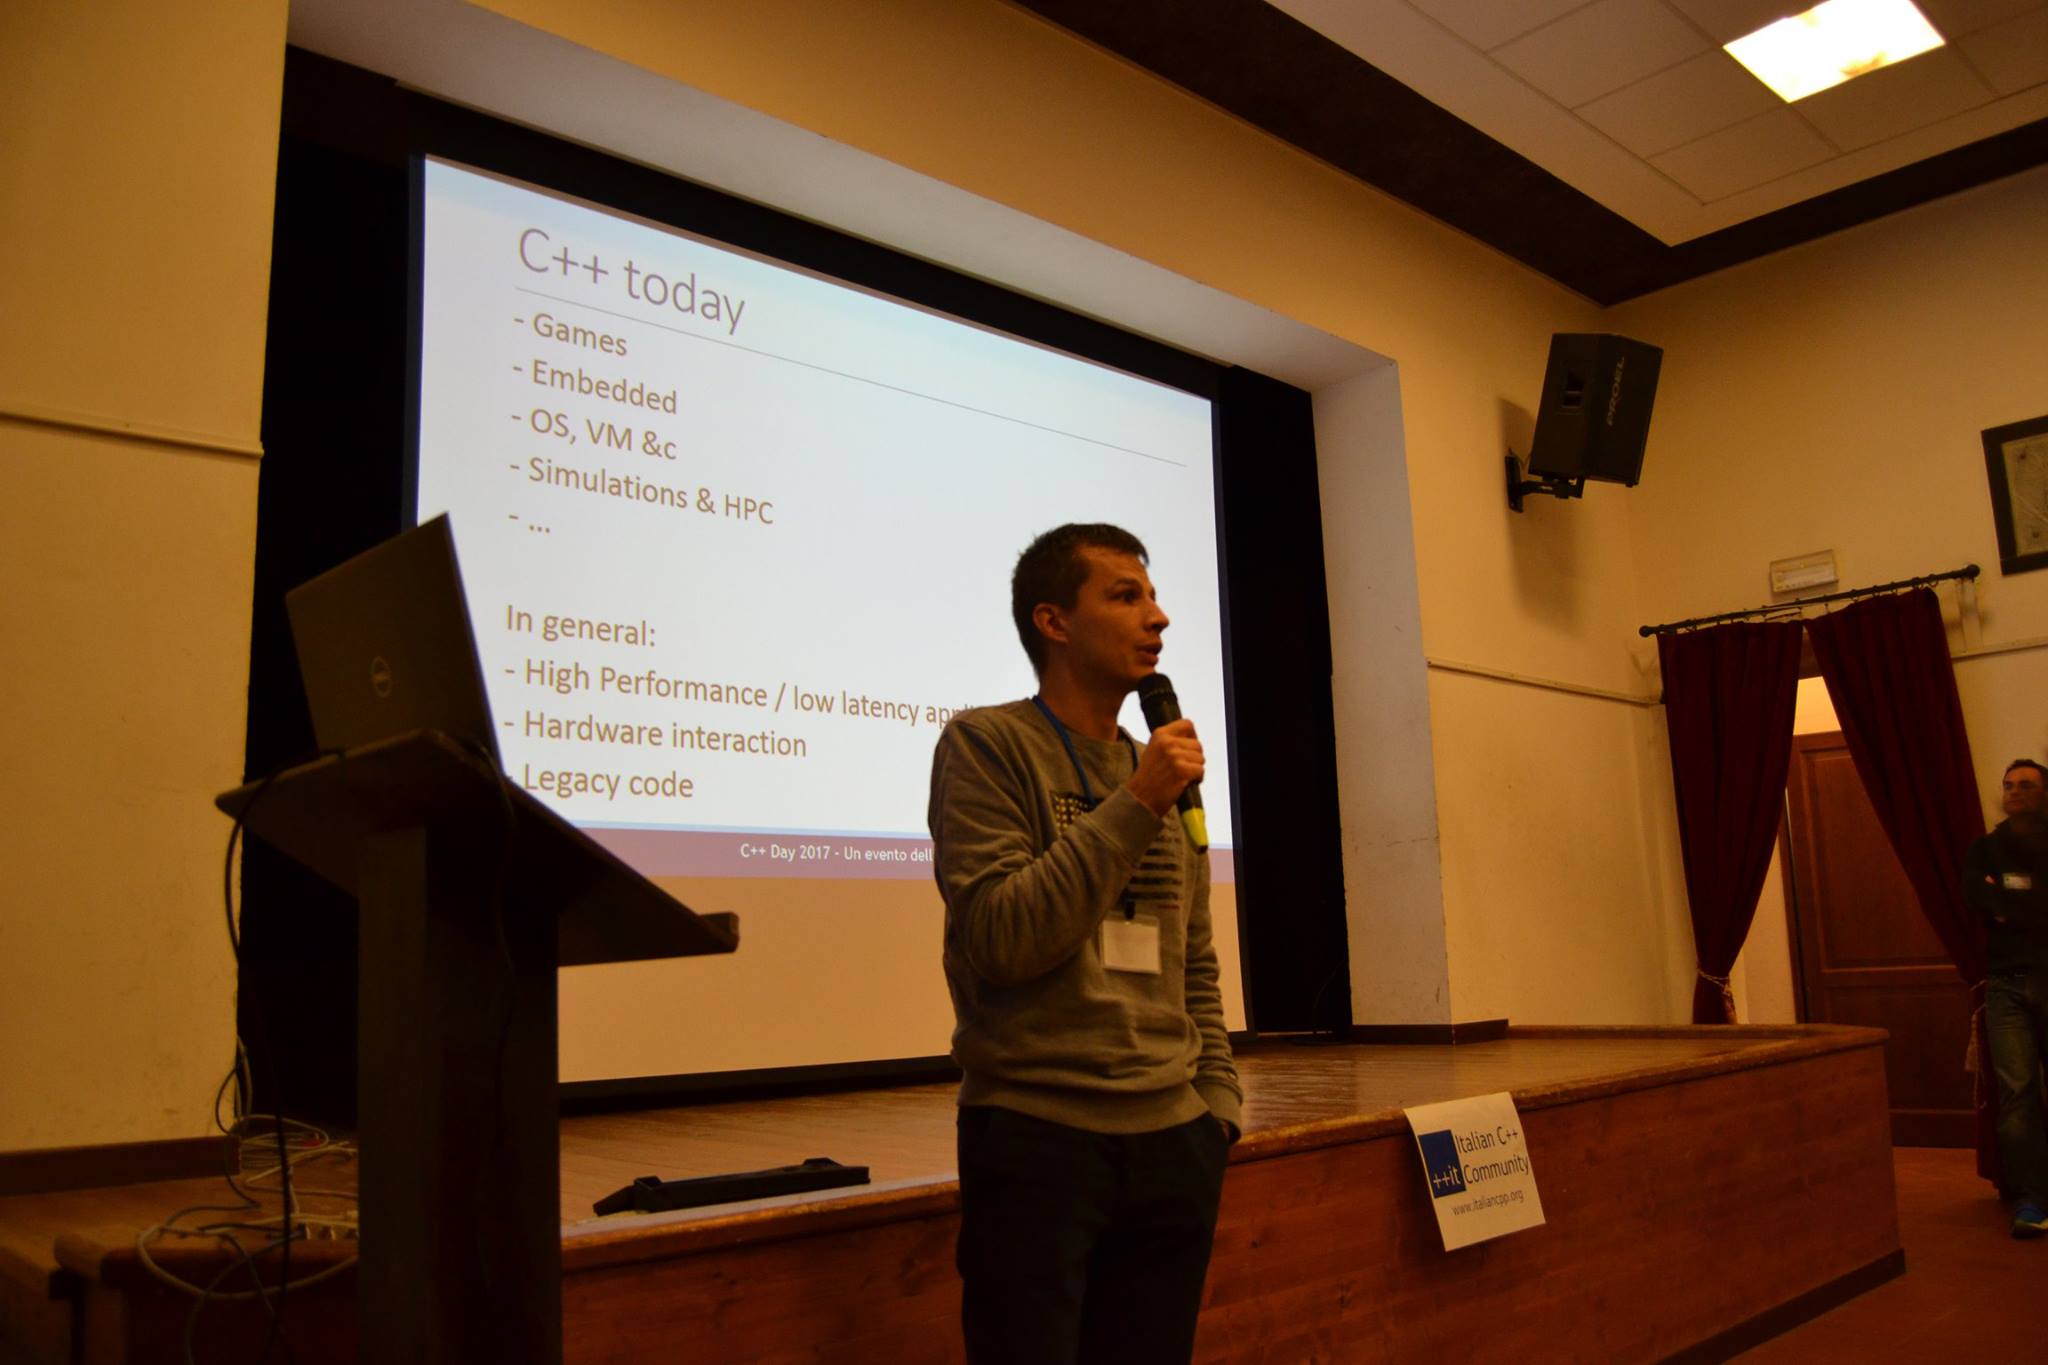 C++ today
- Games
- Embedded
- OS, VM &c
- Simulations & HPC
- ...
In general:
- High Performance / low latency
- Hardware interaction
- Legacy code
C++ Day 2017 - Un evento dell
PROEL
DELL
Italian C++
++it Community
www.italiancpp.org